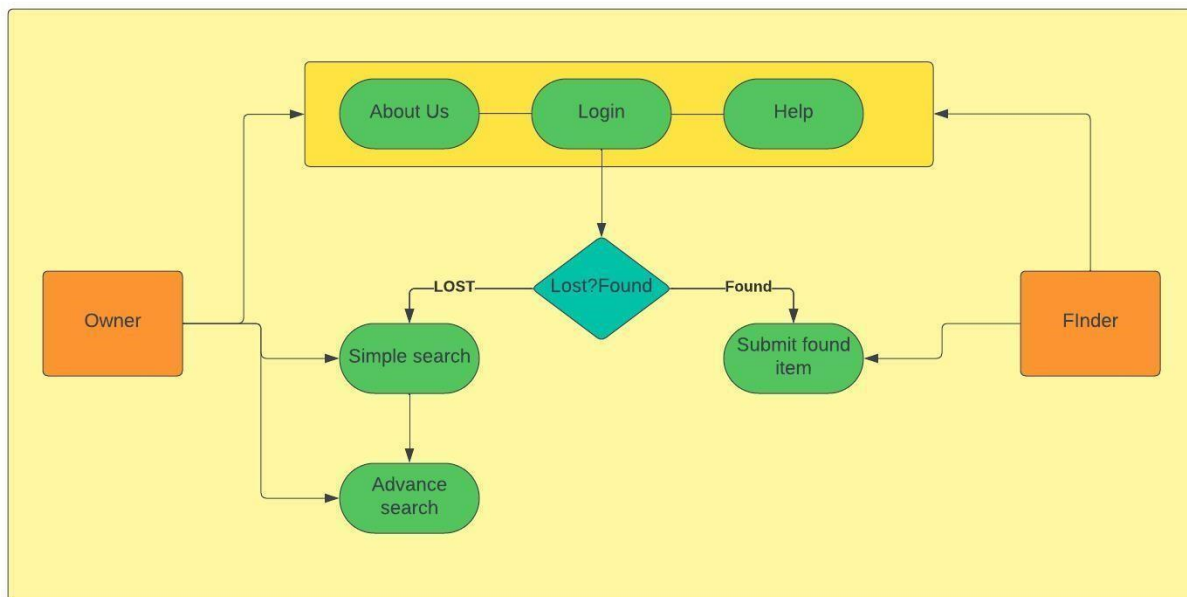 About Us
Login
Help
Lost?Found
LOST
Found
Owner
FInder
Simple search
Submit found
item
Advance
search